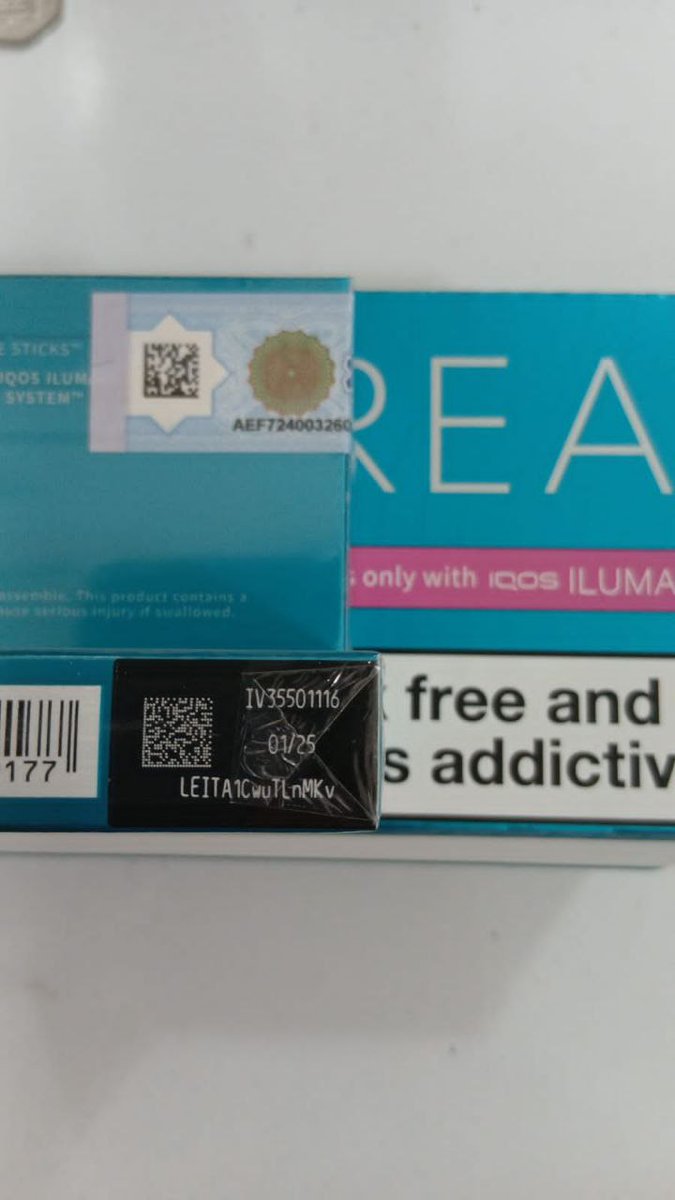 E STICKS™
IQOS ILUM
SYSTEM™
AEF724003260
REA
s only with IQOS ILUMA
assemble. This product contains a
ause serious injury if swallowed.
IV35501116
01/25
LEITA1CwuTLnMKv
177
free and
s addictiv